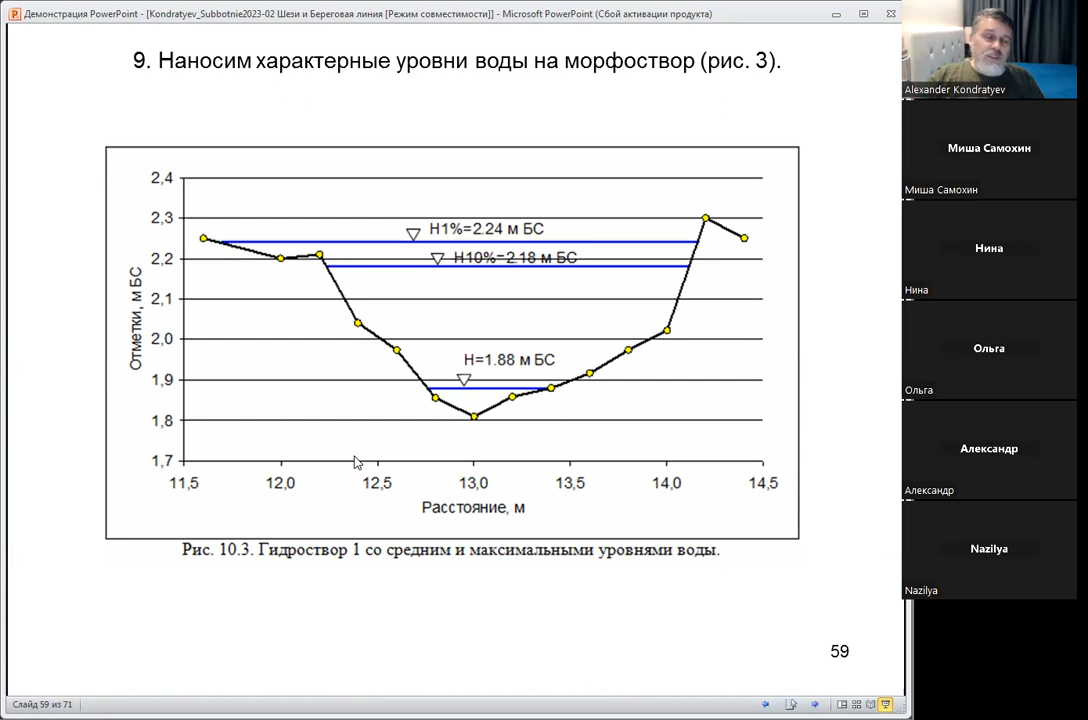 Демонстрация PowerPoint - [Kondratyev_Subbotnie2023-02 Шези и Береговая линия [Режим совместимости]] - Microsoft PowerPoint (Сбой активации продукта)
9. Наносим характерные уровни воды на морфоствор (рис. 3).
2,4
2,3
2,2
2,1
2,0
1,9
1,8
1,7
Отметки, м БС
H1%=2.24 м БС
H10%=2.18 м БС
H=1.88 м БС
11,5 12,0 12,5 13,0 13,5 14,0 14,5
Расстояние, м
Рис. 10.3. Гидроствор 1 со средним и максимальными уровнями воды.
59
Слайд 59 из 71
Alexander Kondratyev
Миша Самохин
Миша Самохин
Нина
Нина
Ольга
Ольга
Александр
Александр
Nazilya
Nazilya